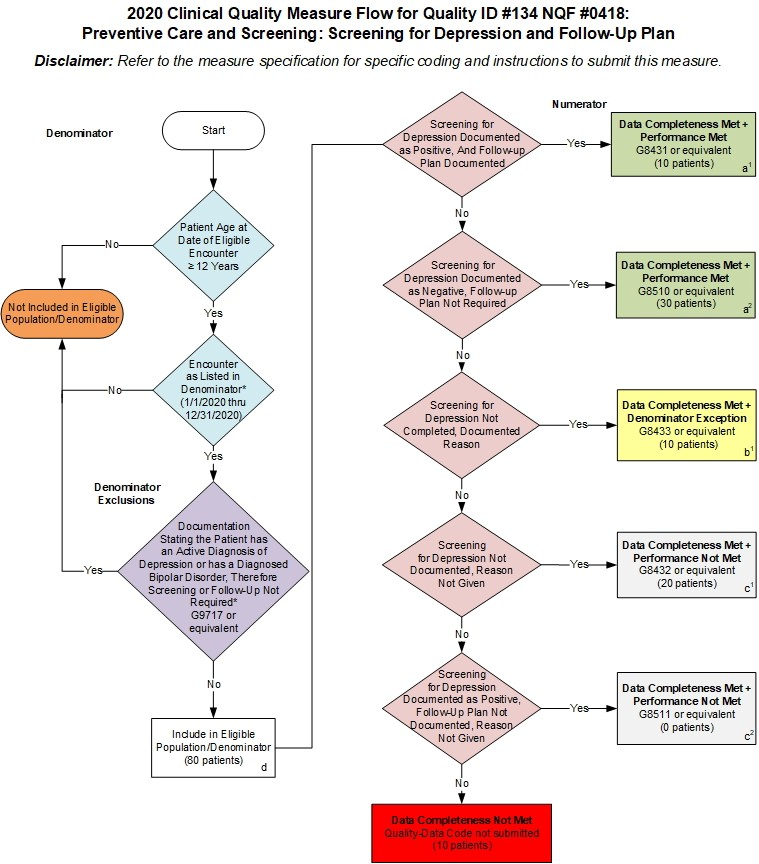 2020 Clinical Quality Measure Flow for Quality ID #134 NQF #0418:
Preventive Care and Screening: Screening for Depression and Follow-Up Plan
Disclaimer: Refer to the measure specification for specific coding and instructions to submit this measure.
Denominator
Start
Patient Age at
Date of Eligible
Encounter
≥ 12 Years
No
Not Included in Eligible
Population/Denominator
Yes
Encounter
as Listed in
Denominator*
(1/1/2020 thru
12/31/2020)
No
Yes
Denominator
Exclusions
Documentation
Stating the Patient has
an Active Diagnosis of
Depression or has a Diagnosed
Bipolar Disorder, Therefore
Screening or Follow-Up Not
Required*
G9717 or
equivalent
Yes
No
Include in Eligible
Population/Denominator
(80 patients)
d
Numerator
Screening for
Depression Documented
as Positive, And Follow-up
Plan Documented
Yes
Data Completeness Met +
Performance Met
G8431 or equivalent
(10 patients)
a1
No
Screening for
Depression Documented
as Negative, Follow-up
Plan Not Required
Yes
Data Completeness Met +
Performance Met
G8510 or equivalent
(30 patients)
a2
No
Screening for
Depression Not
Completed, Documented
Reason
Yes
Data Completeness Met +
Denominator Exception
G8433 or equivalent
(10 patients)
b1
No
Screening
for Depression Not
Documented, Reason
Not Given
Yes
Data Completeness Met +
Performance Not Met
G8432 or equivalent
(20 patients)
c1
No
Screening
for Depression
Documented as Positive,
Follow-Up Plan Not
Documented, Reason
Not Given
Yes
Data Completeness Met +
Performance Not Met
G8511 or equivalent
(0 patients)
c2
No
Data Completeness Not Met
Quality-Data Code not submitted
(10 patients)